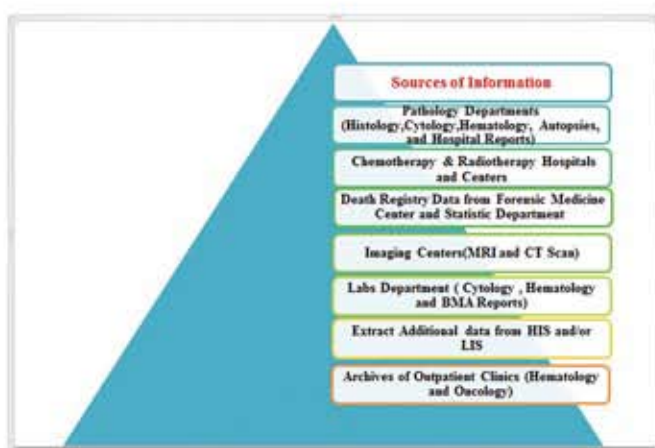 Sources of Information
Pathology Departments
(Histology,Cytology,Hematology, Autopsies,
and Hospital Reports)
Chemotherapy & Radiotherapy Hospitals
and Centers
Death Registry Data from Forensic Medicine
Center and Statistic Department
Imaging Centers(MRI and CT Scan)
Labs Department ( Cytology , Hematology
and BMA Reports)
Extract Additional data from HIS and/or
LIS
Archives of Outpatient Clinics (Hematology
and Oncology)